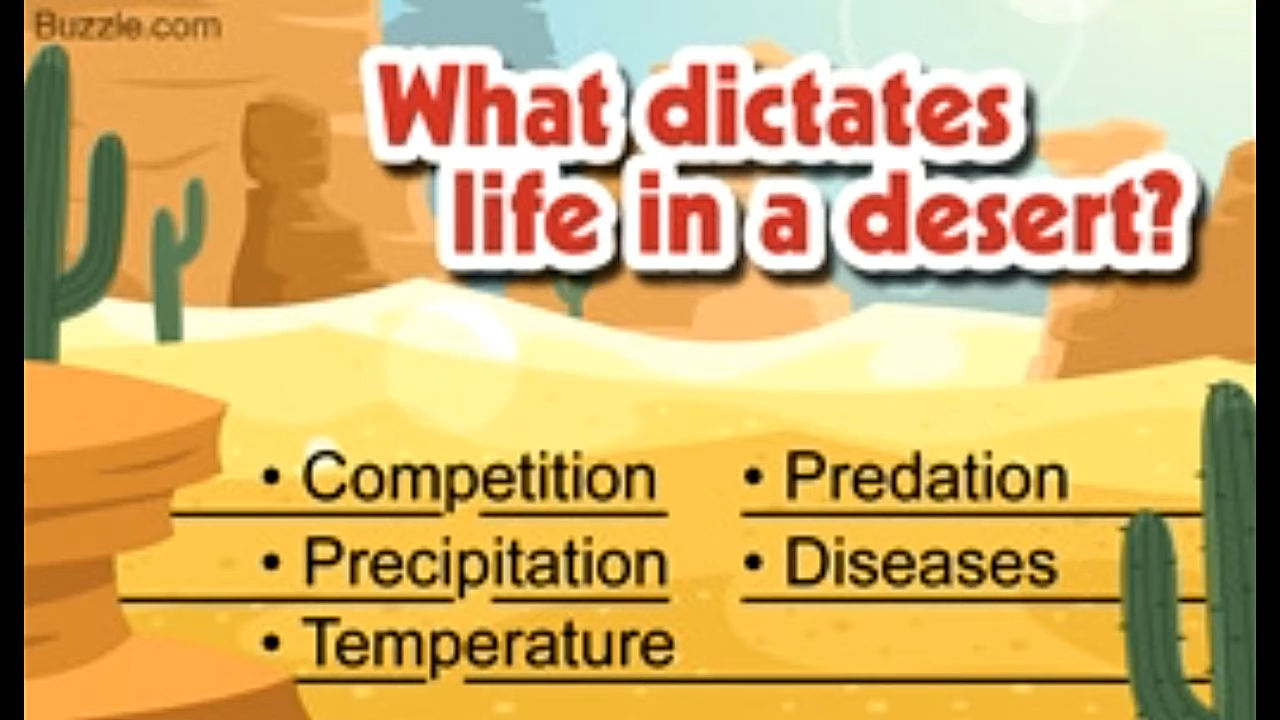 Buzzle.com
What dictates
life in a desert?
• Competition
• Precipitation
• Temperature
• Predation
• Diseases